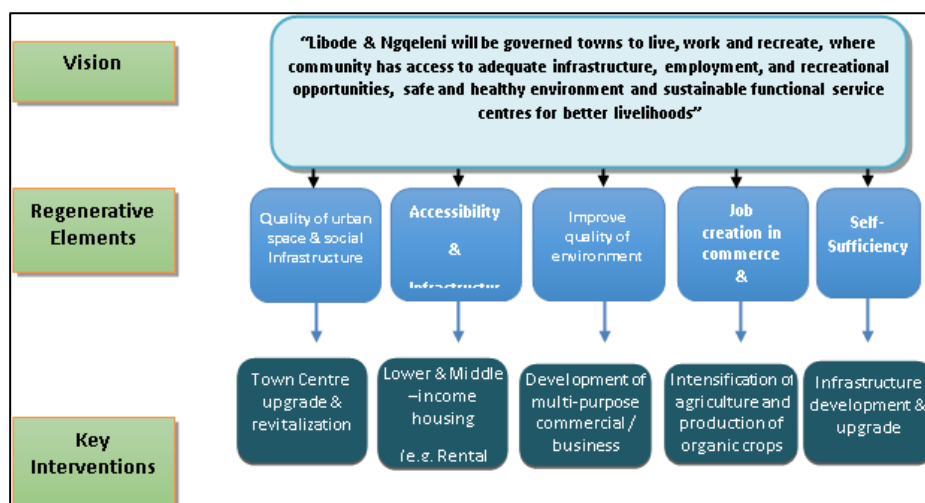 Vision
“Libode & Ngqeleni will be governed towns to live, work and recreate, where
community has access to adequate infrastructure, employment, and recreational
opportunities, safe and healthy environment and sustainable functional service
centres for better livelihoods”
Regenerative
Elements
Quality of urban
space & social
Infrastructure
Accessibility
&
Infrastructur
Improve
quality of
environment
Job
creation in
commerce
&
Self-
Sufficiency
Key
Interventions
Town Centre
upgrade &
revitalization
Lower & Middle
–income
housing
(e.g. Rental
Development of
multi-purpose
commercial /
business
Intensification of
agriculture and
production of
organic crops
Infrastructure
development &
upgrade